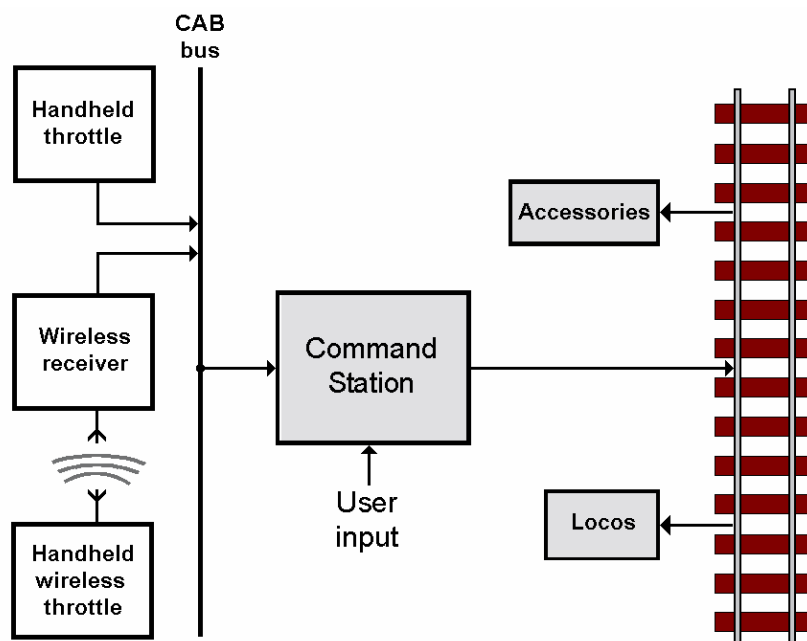 CAB
bus
Handheld
throttle
Accessories
Wireless
receiver
Command
Station
User
input
Locos
Handheld
wireless
throttle